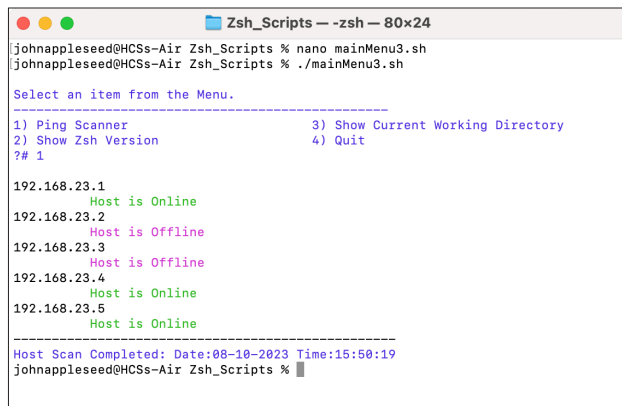 Zsh_Scripts — -zsh — 80×24
[johnappleseed@HCSs-Air Zsh_Scripts % nano mainMenu3.sh
[johnappleseed@HCSs-Air Zsh_Scripts % ./mainMenu3.sh
Select an item from the Menu.
-------------------------------------------------
1) Ping Scanner 3) Show Current Working Directory
2) Show Zsh Version 4) Quit
?# 1
192.168.23.1
Host is Online
192.168.23.2
Host is Offline
192.168.23.3
Host is Offline
192.168.23.4
Host is Online
192.168.23.5
Host is Online
--------------------------------------------------
Host Scan Completed: Date:08-10-2023 Time:15:50:19
johnappleseed@HCSs-Air Zsh_Scripts %